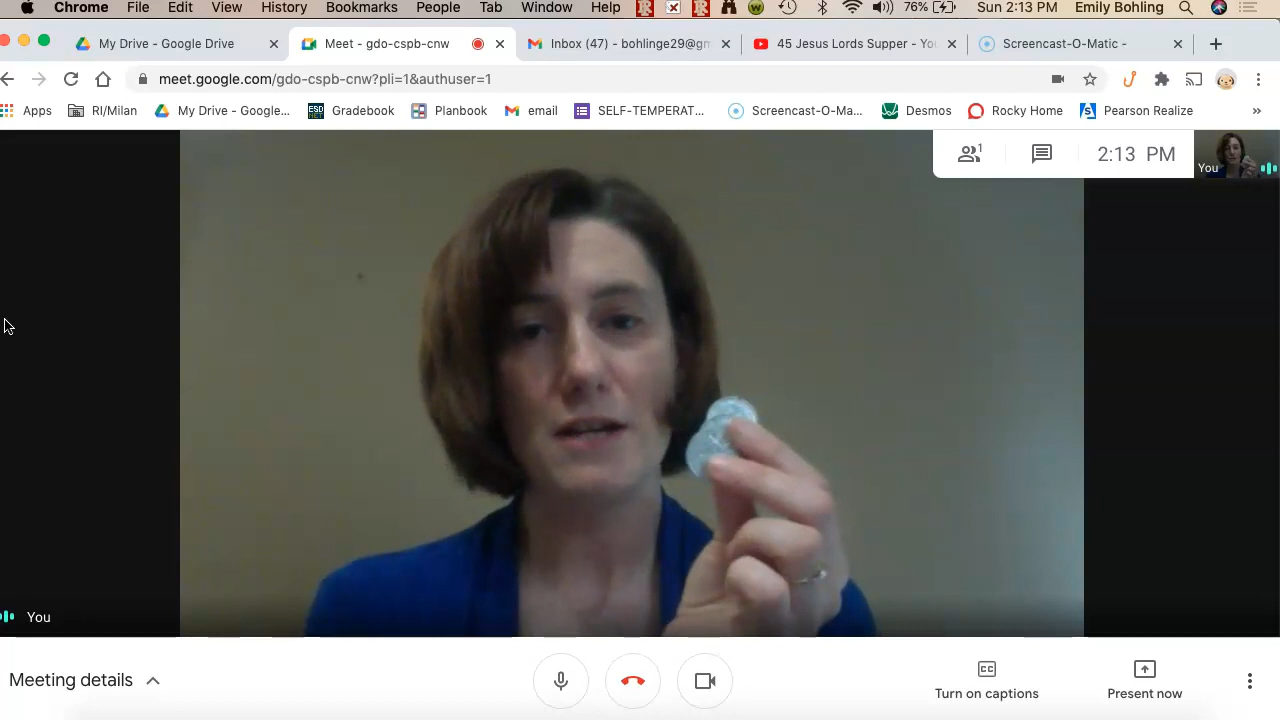 Chrome File Edit View History Bookmarks People Tab Window Help 76% Sun 2:13 PM Emily Bohling
My Drive - Google Drive Meet - gdo-cspb-cnw Inbox (47) - bohlinge29@gm 45 Jesus Lords Supper - Yo Screencast-O-Matic -
meet.google.com/gdo-cspb-cnw?pli=1&authuser=1
Apps RI/Milan My Drive - Google... Gradebook Planbook email SELF-TEMPERAT... Screencast-O-Ma... Desmos Rocky Home Pearson Realize »
1 2:13 PM
You
You
Meeting details Turn on captions Present now